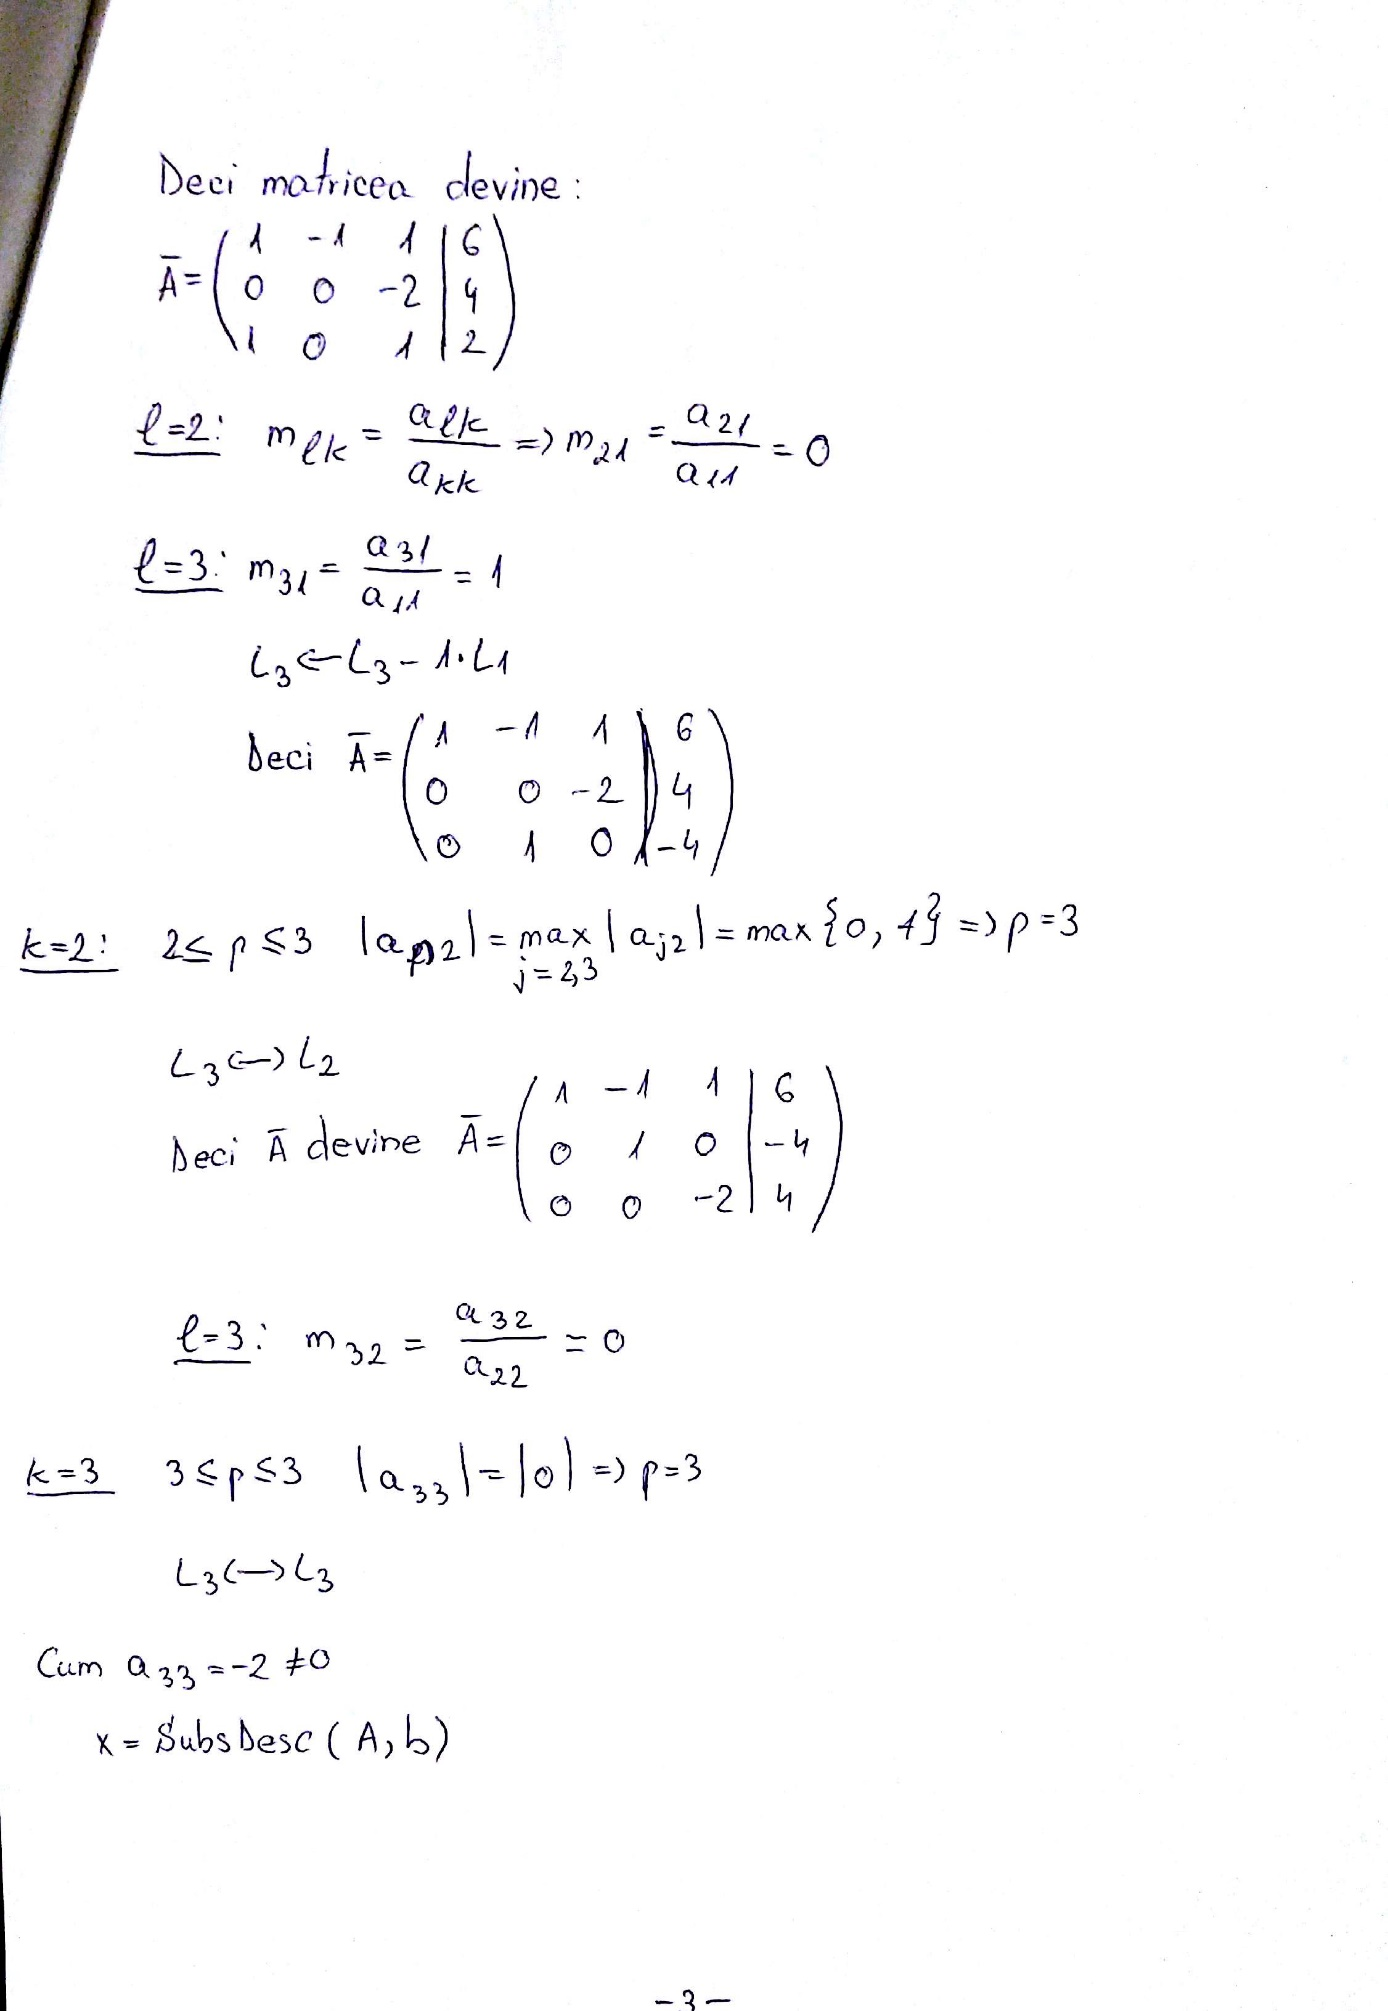 Deci matricea devine:
Ā = ( 1 -1 1 | 6
0 0 -2 | 4
1 0 1 | 2 )
l=2: m_lk = a_lk / a_kk => m_21 = a_21 / a_11 = 0
l=3: m_31 = a_31 / a_11 = 1
L_3 ← L_3 - 1·L_1
Deci Ā = ( 1 -1 1 | 6
0 0 -2 | 4
0 1 0 | -4 )
k=2: 2 ≤ p ≤ 3 |a_p2| = max_{j=2,3} |a_j2| = max {0, 1} => p=3
L_3 ↔ L_2
Deci Ā devine Ā = ( 1 -1 1 | 6
0 1 0 | -4
0 0 -2 | 4 )
l=3: m_32 = a_32 / a_22 = 0
k=3 3 ≤ p ≤ 3 |a_33| = |0| => p=3
L_3 ↔ L_3
Cum a_33 = -2 ≠ 0
x = SubsDesc (A, b)
-3-